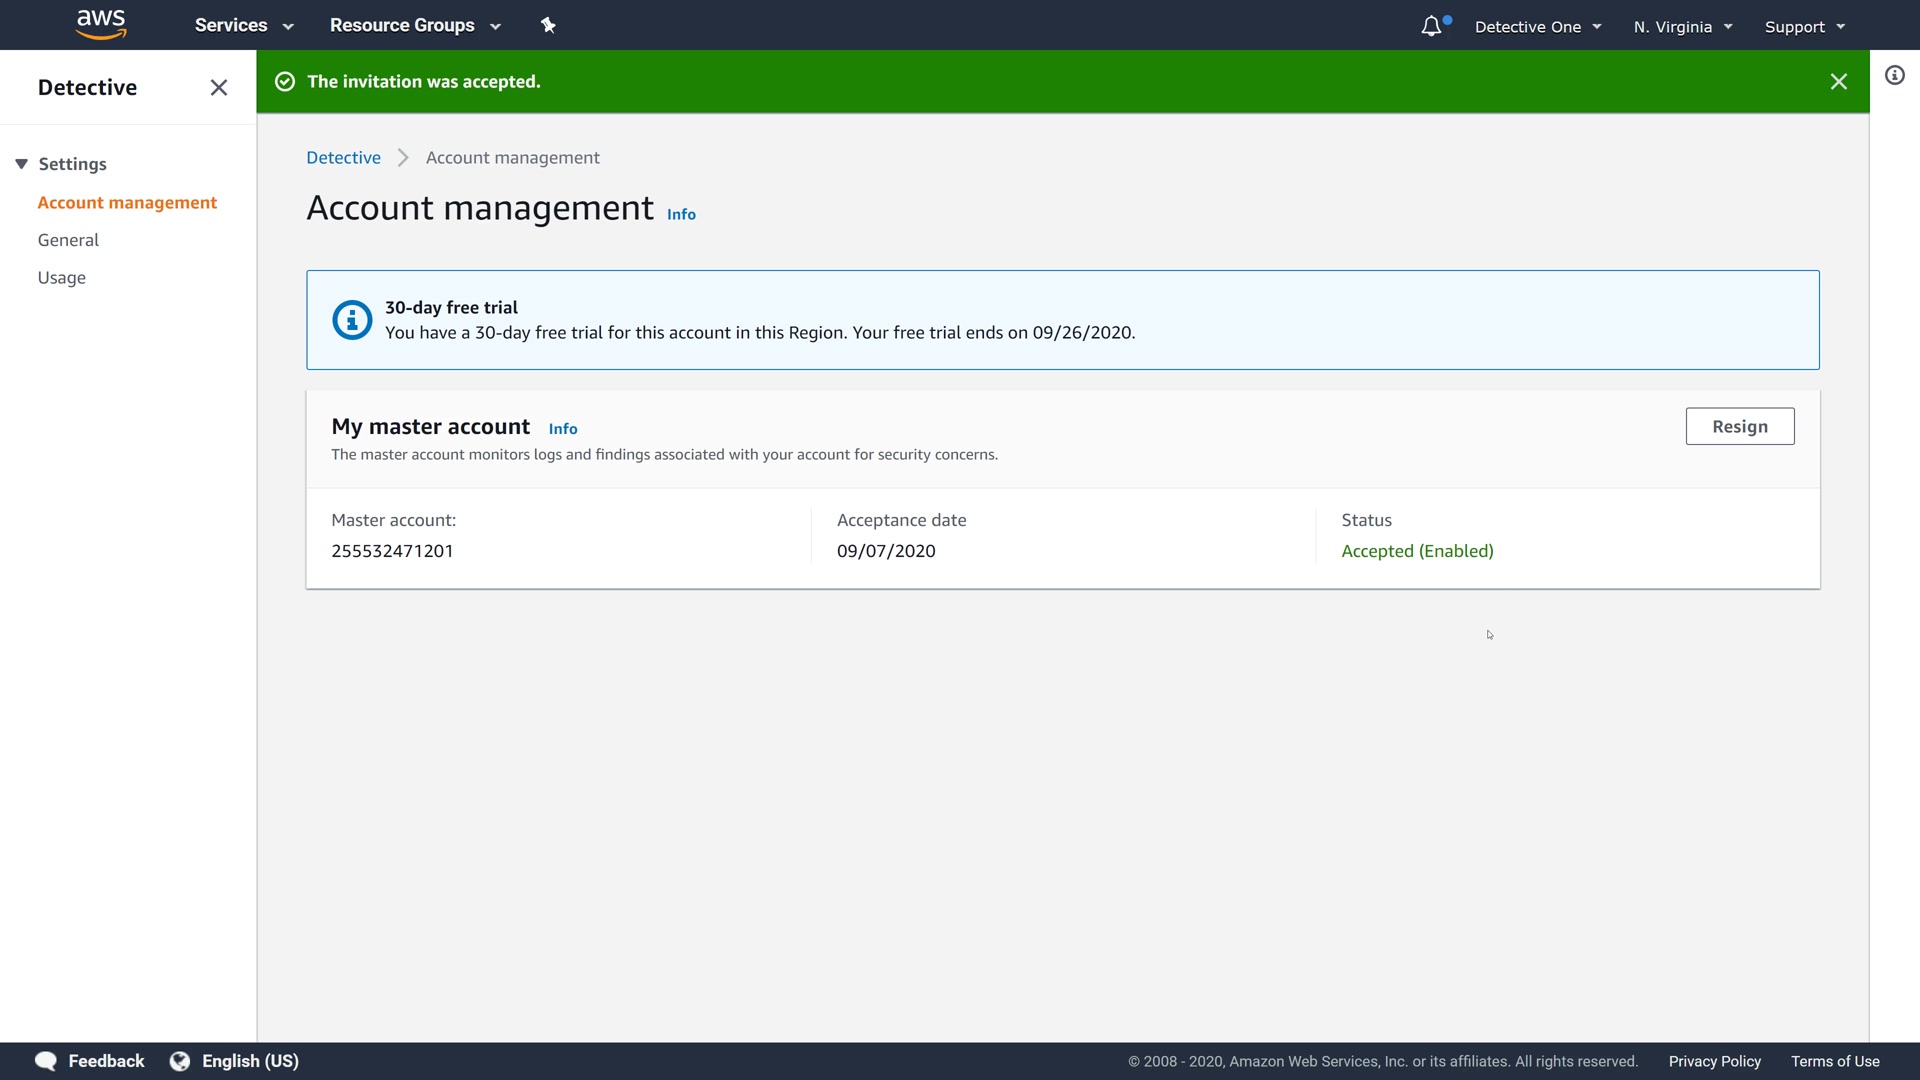 aws
Services
Resource Groups
Detective One
N. Virginia
Support
Detective
The invitation was accepted.
Settings
Account management
General
Usage
Detective
Account management
Account management Info
30-day free trial
You have a 30-day free trial for this account in this Region. Your free trial ends on 09/26/2020.
My master account Info
The master account monitors logs and findings associated with your account for security concerns.
Resign
Master account:
255532471201
Acceptance date
09/07/2020
Status
Accepted (Enabled)
Feedback
English (US)
© 2008 - 2020, Amazon Web Services, Inc. or its affiliates. All rights reserved.
Privacy Policy
Terms of Use